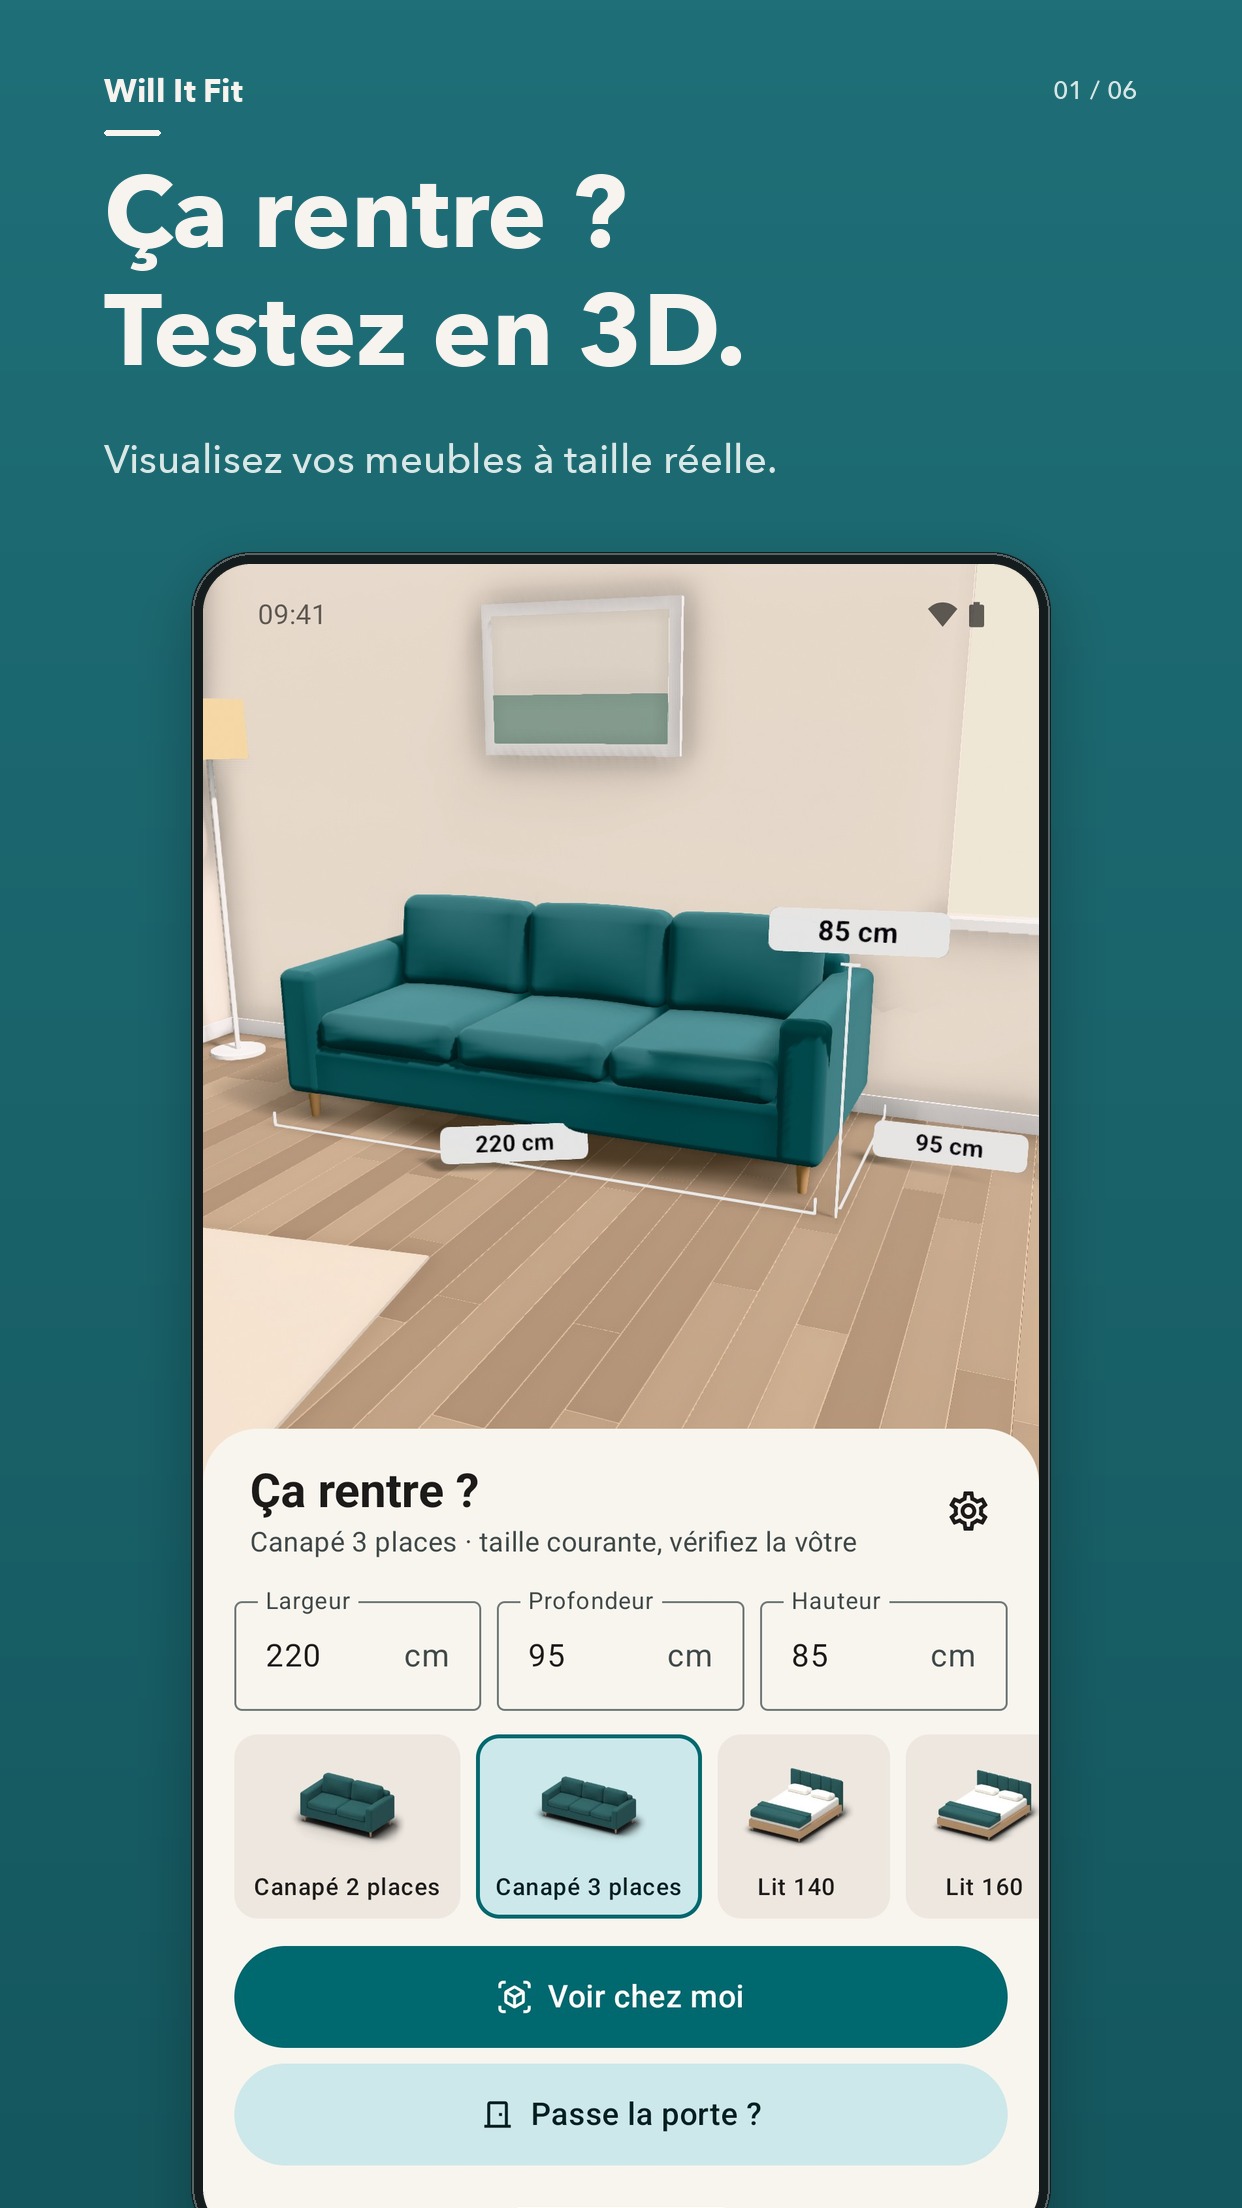 Will It Fit
01 / 06
Ça rentre ?
Testez en 3D.
Visualisez vos meubles à taille réelle.
09:41
85 cm
220 cm
95 cm
Ça rentre ?
Canapé 3 places · taille courante, vérifiez la vôtre
Largeur
Profondeur
Hauteur
220 cm
95 cm
85 cm
Canapé 2 places
Canapé 3 places
Lit 140
Lit 160
Voir chez moi
Passe la porte ?